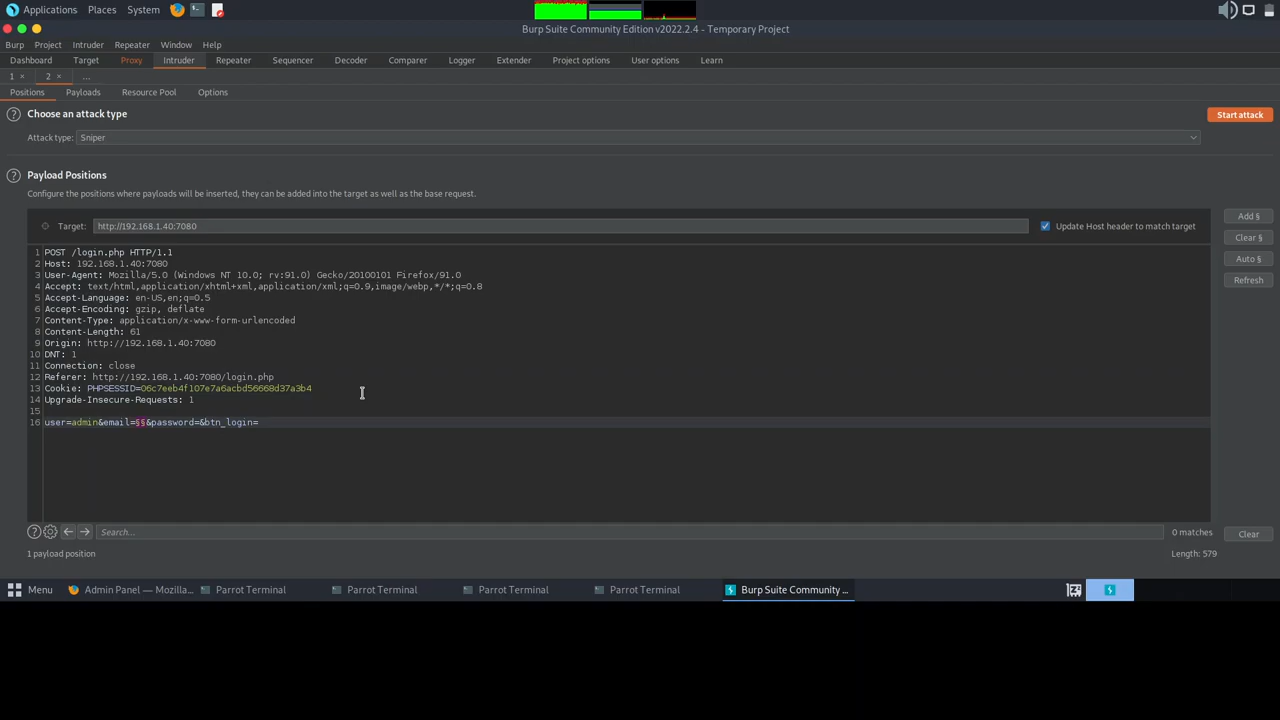 Applications Places System
Burp Suite Community Edition v2022.2.4 - Temporary Project
Burp Project Intruder Repeater Window Help
Dashboard Target Proxy Intruder Repeater Sequencer Decoder Comparer Logger Extender Project options User options Learn
1 × 2 × ...
Positions Payloads Resource Pool Options
? Choose an attack type
Start attack
Attack type: Sniper
? Payload Positions
Configure the positions where payloads will be inserted, they can be added into the target as well as the base request.
Target: http://192.168.1.40:7080 Update Host header to match target
Add §
Clear §
Auto §
Refresh
1 POST /login.php HTTP/1.1
2 Host: 192.168.1.40:7080
3 User-Agent: Mozilla/5.0 (Windows NT 10.0; rv:91.0) Gecko/20100101 Firefox/91.0
4 Accept: text/html,application/xhtml+xml,application/xml;q=0.9,image/webp,*/*;q=0.8
5 Accept-Language: en-US,en;q=0.5
6 Accept-Encoding: gzip, deflate
7 Content-Type: application/x-www-form-urlencoded
8 Content-Length: 61
9 Origin: http://192.168.1.40:7080
10 DNT: 1
11 Connection: close
12 Referer: http://192.168.1.40:7080/login.php
13 Cookie: PHPSESSID=06c7eeb4f107e7a6acbd56668d37a3b4
14 Upgrade-Insecure-Requests: 1
15
16 user=admin&email=§§&password=&btn_login=
? Search... 0 matches Clear
1 payload position Length: 579
Menu Admin Panel — Mozilla... Parrot Terminal Parrot Terminal Parrot Terminal Parrot Terminal Burp Suite Community ...